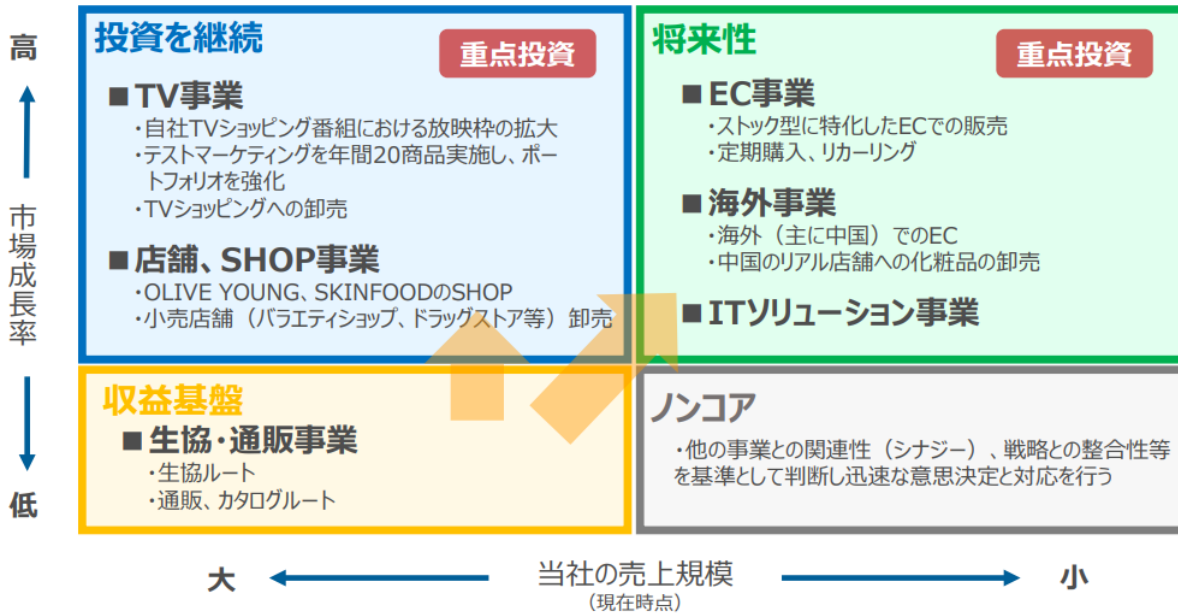 高
市場成長率
低
投資を継続
重点投資
■TV事業
・自社TVショッピング番組における放映枠の拡大
・テストマーケティングを年間20商品実施し、ポー
トフォリオを強化
・TVショッピングへの卸売
■店舗、SHOP事業
・OLIVE YOUNG、SKINFOODのSHOP
・小売店舗（バラエティショップ、ドラッグストア等）卸売
将来性
重点投資
■EC事業
・ストック型に特化したECでの販売
・定期購入、リカーリング
■海外事業
・海外（主に中国）でのEC
・中国のリアル店舗への化粧品の卸売
■ITソリューション事業
収益基盤
■生協・通販事業
・生協ルート
・通販、カタログルート
ノンコア
・他の事業との関連性（シナジー）、戦略との整合性等
を基準として判断し迅速な意思決定と対応を行う
大
当社の売上規模
（現在時点）
小